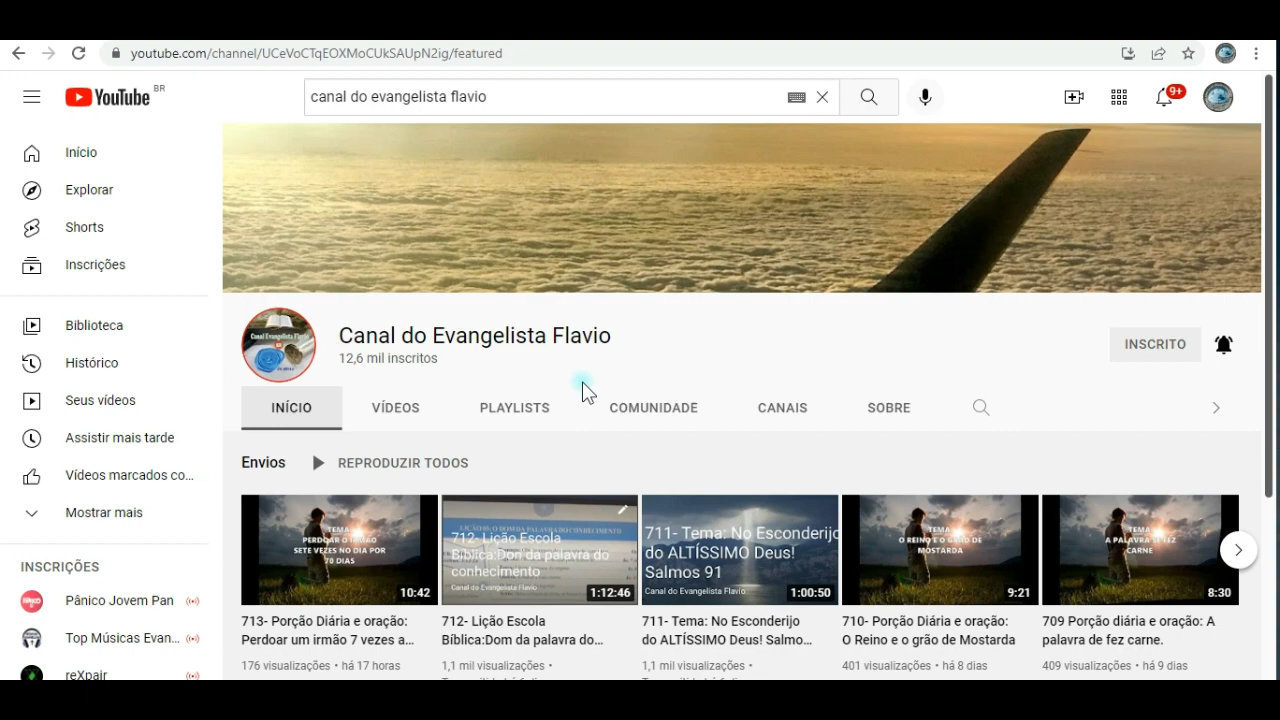 youtube.com/channel/UCeVoCTqEOXMoCUkSAUpN2ig/featured
YouTube BR
canal do evangelista flavio
9+
Início
Explorar
Shorts
Inscrições
Biblioteca
Histórico
Seus vídeos
Assistir mais tarde
Vídeos marcados co...
Mostrar mais
INSCRIÇÕES
Pânico Jovem Pan
Top Músicas Evan...
reXpair
Canal do Evangelista Flavio
12,6 mil inscritos
INSCRITO
INÍCIO VÍDEOS PLAYLISTS COMUNIDADE CANAIS SOBRE
Envios REPRODUZIR TODOS
TEMA
PERDOAR O IRMÃO
SETE VEZES NO DIA POR
70 DIAS
10:42
713- Porção Diária e oração:
Perdoar um irmão 7 vezes a...
176 visualizações • há 17 horas
712- Lição Escola
Bíblica:Don da palavra do
conhecimento
Canal do Evangelista Flavio
1:12:46
712- Lição Escola
Bíblica:Dom da palavra do...
1,1 mil visualizações •
711- Tema: No Esconderijo
do ALTÍSSIMO Deus!
Salmos 91
Canal do Evangelista Flavio
1:00:50
711- Tema: No Esconderijo
do ALTÍSSIMO Deus! Salmo...
1,1 mil visualizações •
TEMA
O REINO E O GRÃO DE
MOSTARDA
9:21
710- Porção Diária e oração:
O Reino e o grão de Mostarda
401 visualizações • há 8 dias
TEMA
A PALAVRA SE FEZ
CARNE
8:30
709 Porção diária e oração: A
palavra de fez carne.
409 visualizações • há 9 dias